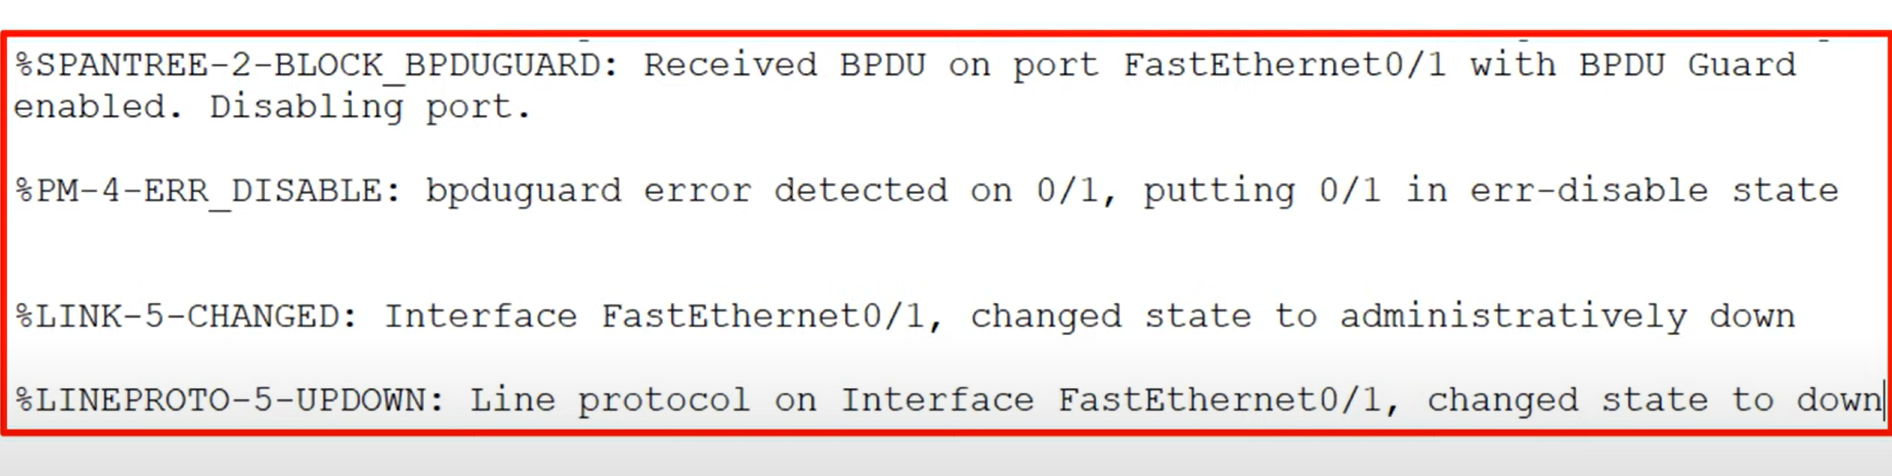 %SPANTREE-2-BLOCK_BPDUGUARD: Received BPDU on port FastEthernet0/1 with BPDU Guard
enabled. Disabling port.
%PM-4-ERR_DISABLE: bpduguard error detected on 0/1, putting 0/1 in err-disable state
%LINK-5-CHANGED: Interface FastEthernet0/1, changed state to administratively down
%LINEPROTO-5-UPDOWN: Line protocol on Interface FastEthernet0/1, changed state to down